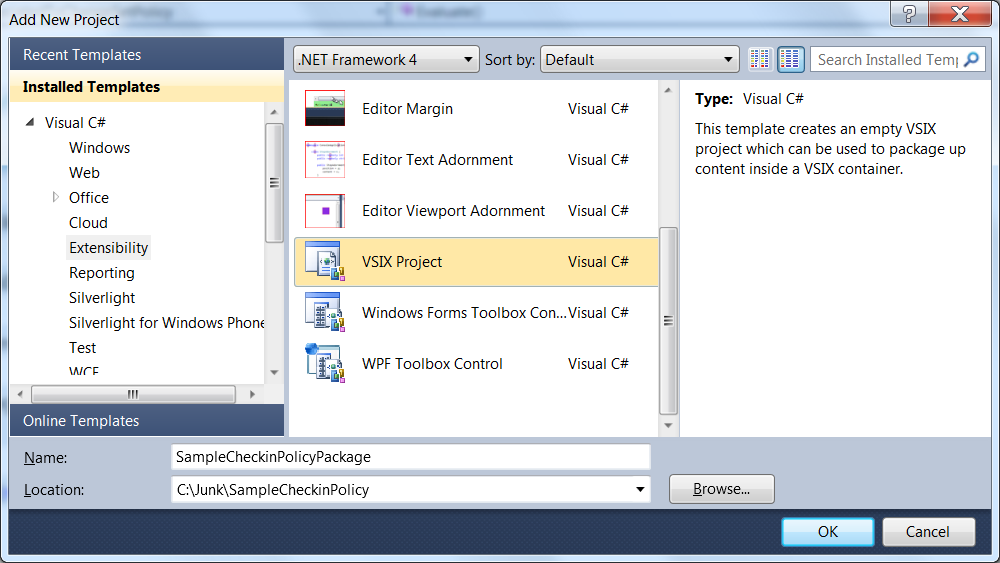 Evaluate()
Add New Project
?
Recent Templates
.NET Framework 4
Sort by:
Default
Search Installed Temp
Installed Templates
Visual C#
Windows
Web
Office
Cloud
Extensibility
Reporting
Silverlight
Silverlight for Windows Phone
Test
WCF
Online Templates
Editor Margin Visual C#
Editor Text Adornment Visual C#
Editor Viewport Adornment Visual C#
VSIX Project Visual C#
Windows Forms Toolbox Con... Visual C#
WPF Toolbox Control Visual C#
Type: Visual C#
This template creates an empty VSIX
project which can be used to package up
content inside a VSIX container.
Name: SampleCheckinPolicyPackage
Location: C:\Junk\SampleCheckinPolicy
Browse...
OK
Cancel